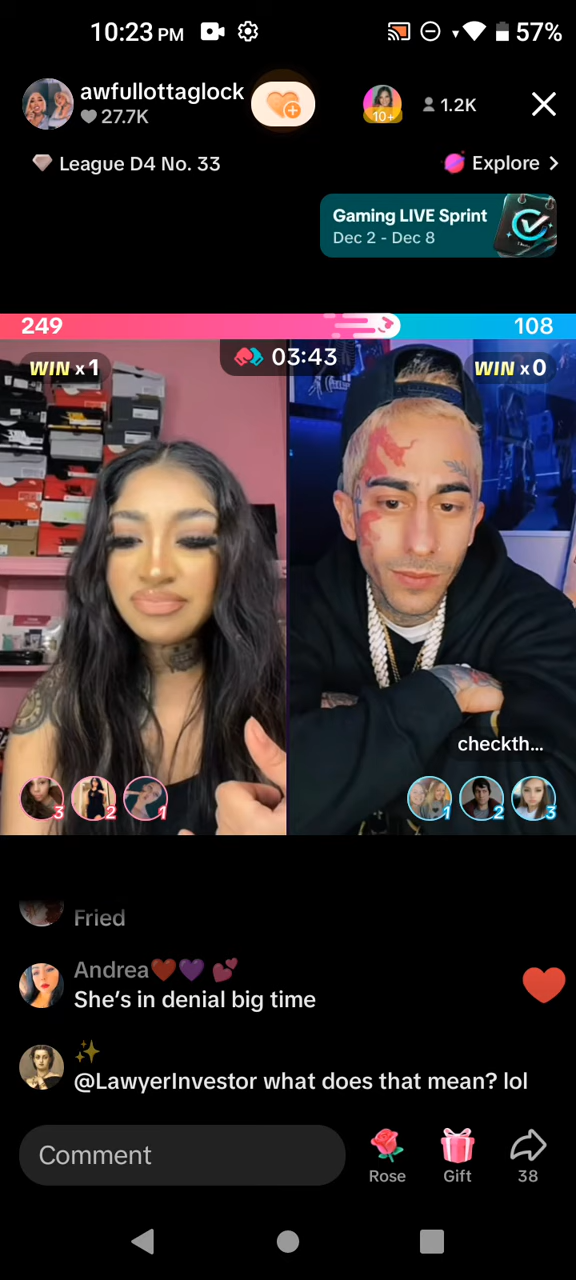 10:23 PM
57%
awfullottaglock
27.7K
10+
1.2K
League D4 No. 33
Explore >
Gaming LIVE Sprint
Dec 2 - Dec 8
249
108
WIN x 1
03:43
WIN x 0
checkth...
3
2
1
1
2
3
Fried
Andrea❤️💜 💕
She's in denial big time
✨
@LawyerInvestor what does that mean? lol
Comment
Rose
Gift
38